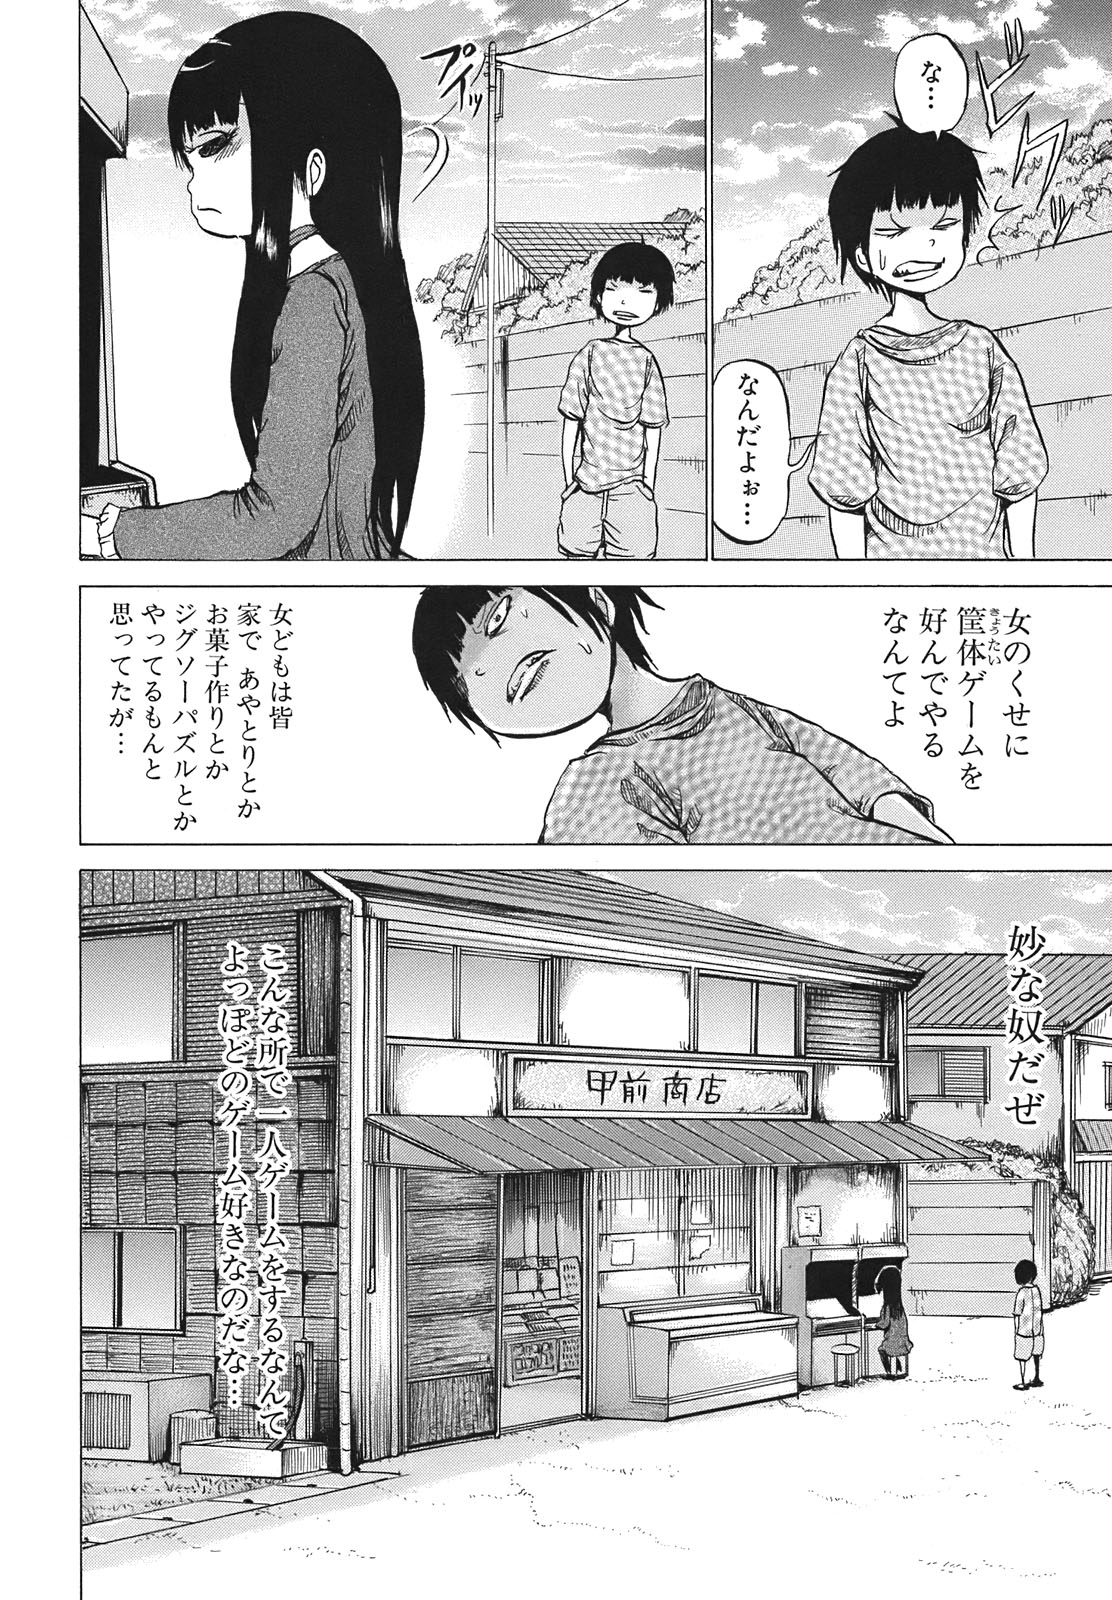 な…
ビクッ
なんだよぉ…
プイッ
女のくせに
筐体ゲームを
きょうたい
好んでやる
なんてよ
女どもは皆
家で あやとりとか
お菓子作りとか
ジグソーパズルとか
やってるもんと
思ってたが…
妙な奴だぜ
甲前商店
こんな所で一人ゲームをするなんて
よっぽどのゲーム好きなのだな…